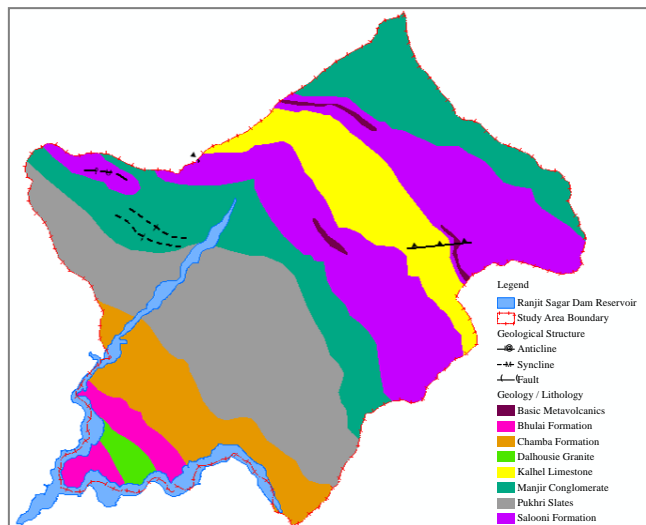 Legend
Ranjit Sagar Dam Reservoir
Study Area Boundary
Geological Structure
Anticline
Syncline
Fault
Geology / Lithology
Basic Metavolcanics
Bhulai Formation
Chamba Formation
Dalhousie Granite
Kalhel Limestone
Manjir Conglomerate
Pukhri Slates
Salooni Formation